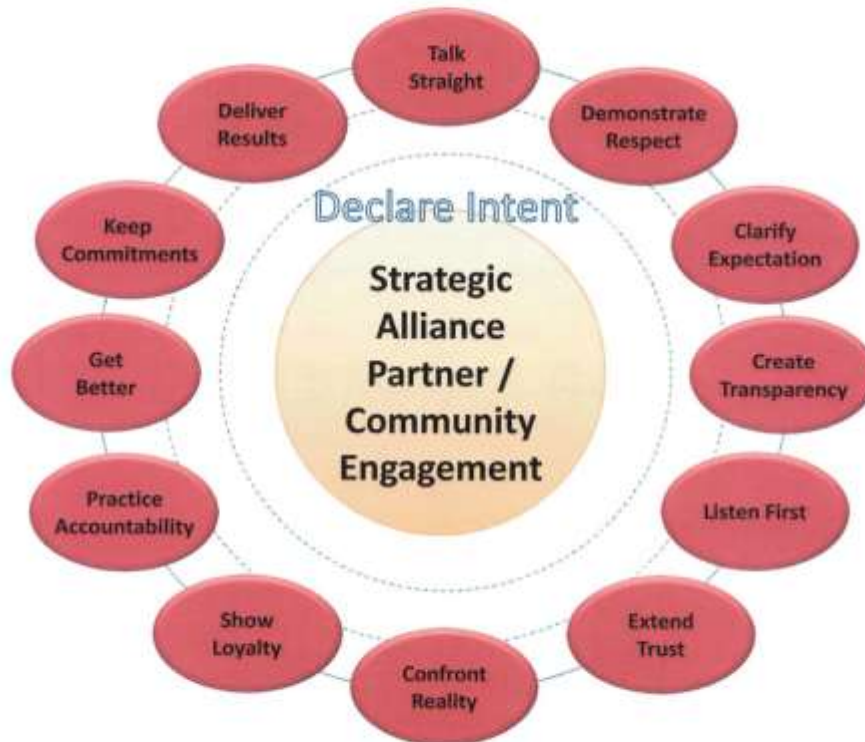 Talk
Straight
Demonstrate
Respect
Clarify
Expectation
Create
Transparency
Listen First
Extend
Trust
Confront
Reality
Show
Loyalty
Practice
Accountability
Get
Better
Keep
Commitments
Deliver
Results
Declare Intent
Strategic
Alliance
Partner /
Community
Engagement